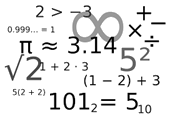 2 > −3
∞
+
−
×
÷
0.999... = 1
π ≈ 3.14
5²
√2
1 + 2 · 3
(1 − 2) + 3
5(2 + 2)
101₂ = 5₁₀